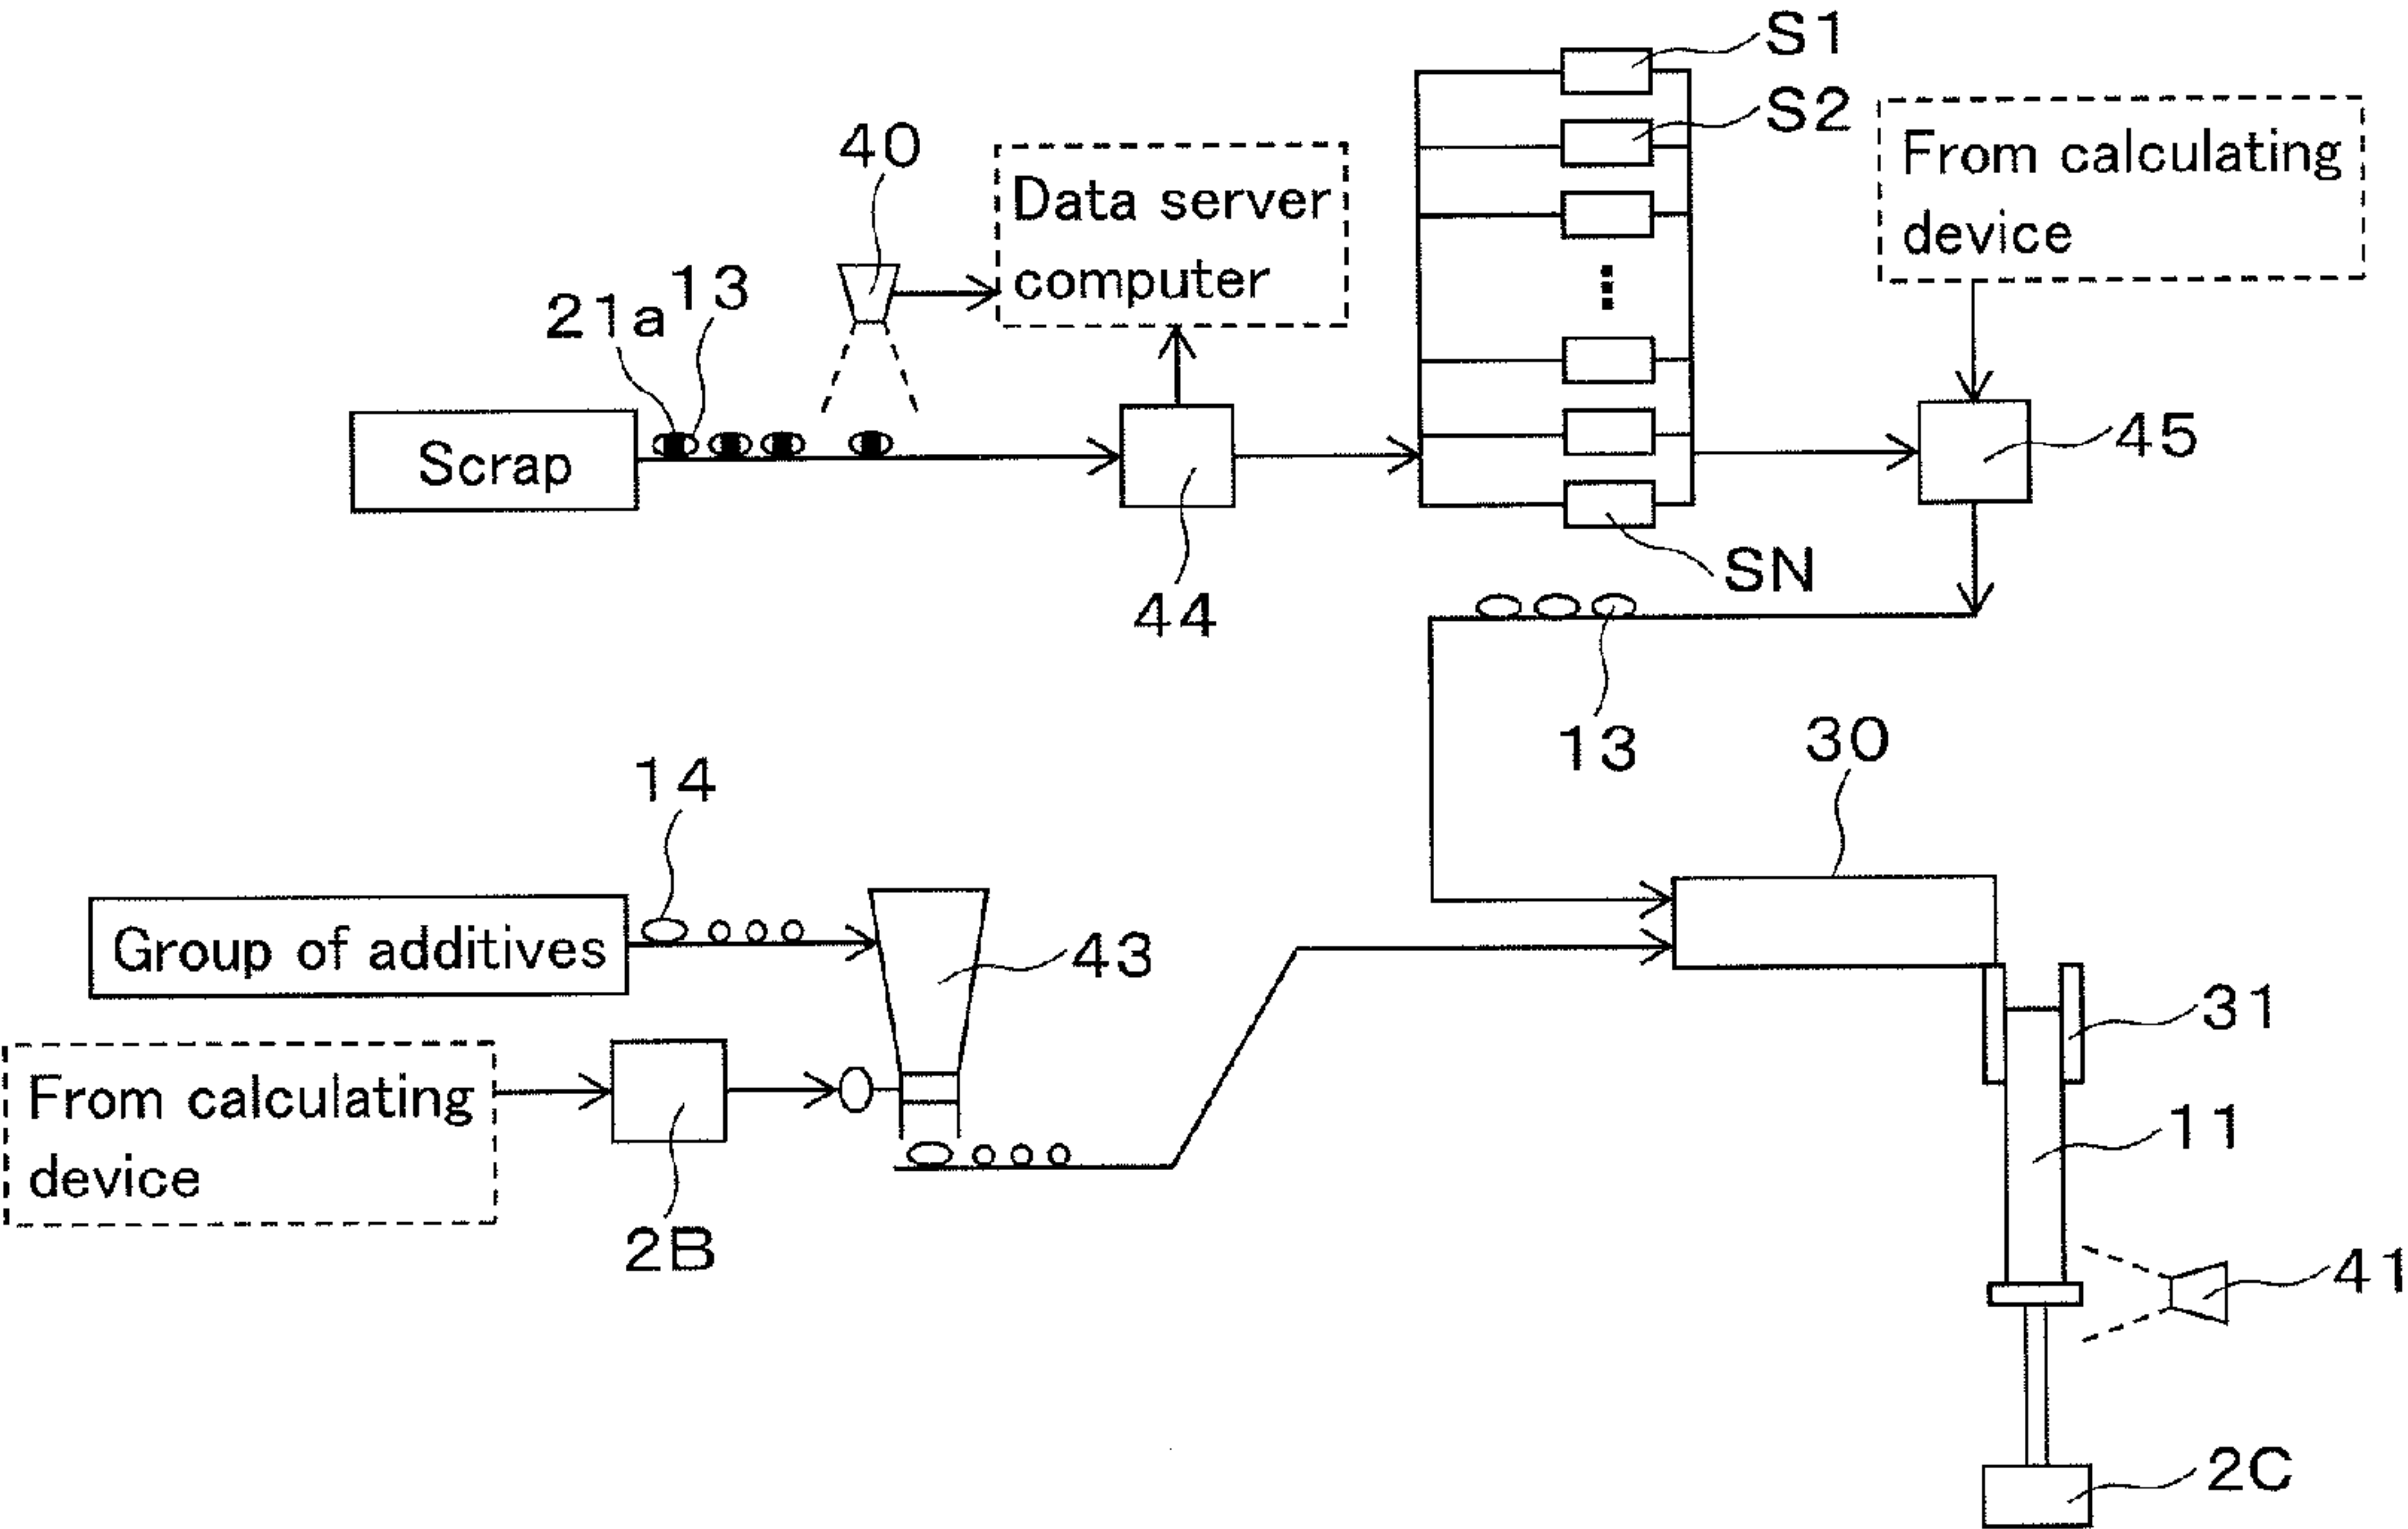 S1
S2
From calculating
device
40
Data server
computer
21a
13
Scrap
45
44
SN
13
30
14
Group of additives
43
31
From calculating
device
11
2B
41
2C